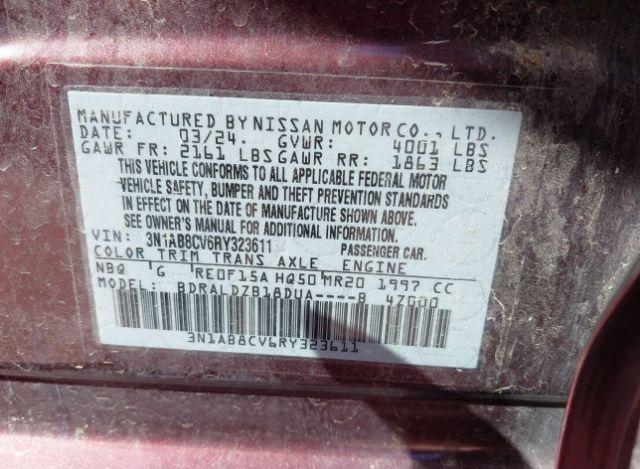 MANUFACTURED BY NISSAN MOTOR CO., LTD.
DATE: 03/24. GVWR: 4001 LBS
GAWR FR: 2161 LBS GAWR RR: 1863 LBS
THIS VEHICLE CONFORMS TO ALL APPLICABLE FEDERAL MOTOR
VEHICLE SAFETY, BUMPER AND THEFT PREVENTION STANDARDS
IN EFFECT ON THE DATE OF MANUFACTURE SHOWN ABOVE.
SEE OWNER'S MANUAL FOR ADDITIONAL INFORMATION.
VIN: 3N1AB8CV6RY323611 PASSENGER CAR.
COLOR TRIM TRANS AXLE ENGINE
NBQ G RE0F15A HQ50 MR20 1997 CC
MODEL: BDRALDZB18DUA----B 4Z000
3N1AB8CV6RY323611